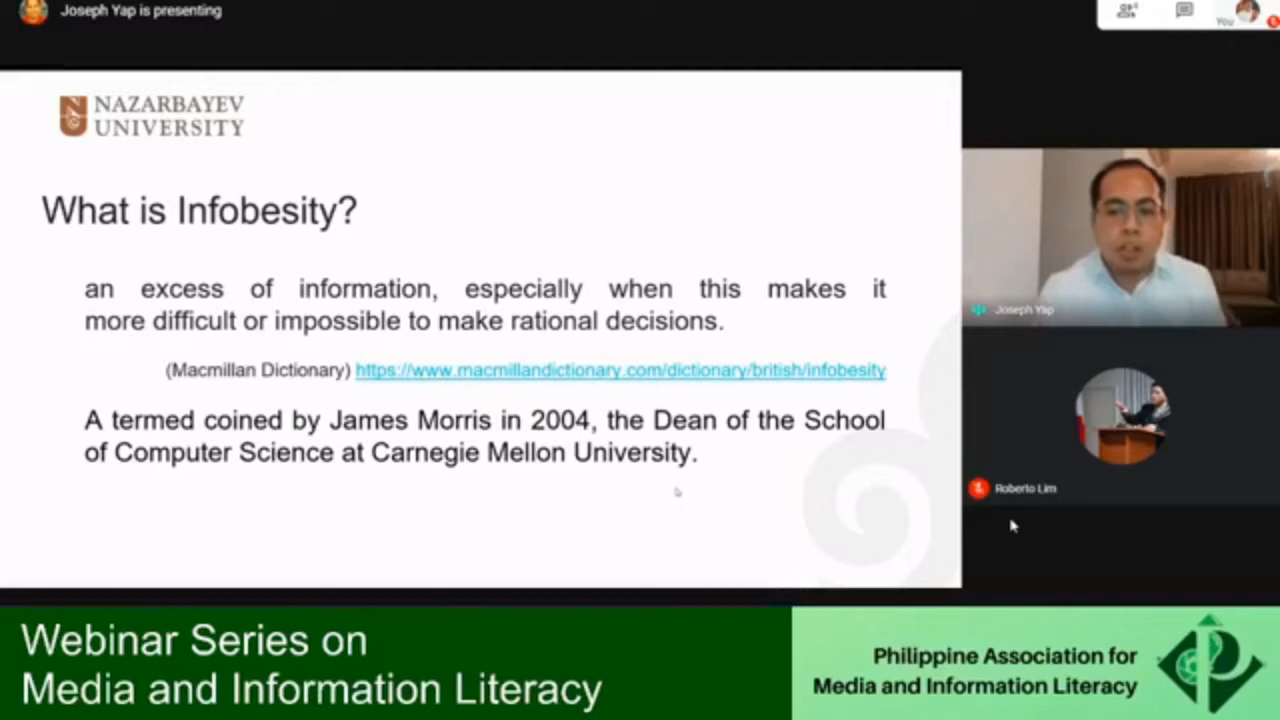 Joseph Yap is presenting
You
NAZARBAYEV
UNIVERSITY
What is Infobesity?
an excess of information, especially when this makes it
more difficult or impossible to make rational decisions.
(Macmillan Dictionary) https://www.macmillandictionary.com/dictionary/british/infobesity
A termed coined by James Morris in 2004, the Dean of the School
of Computer Science at Carnegie Mellon University.
Joseph Yap
Roberto Lim
Webinar Series on
Media and Information Literacy
Philippine Association for
Media and Information Literacy